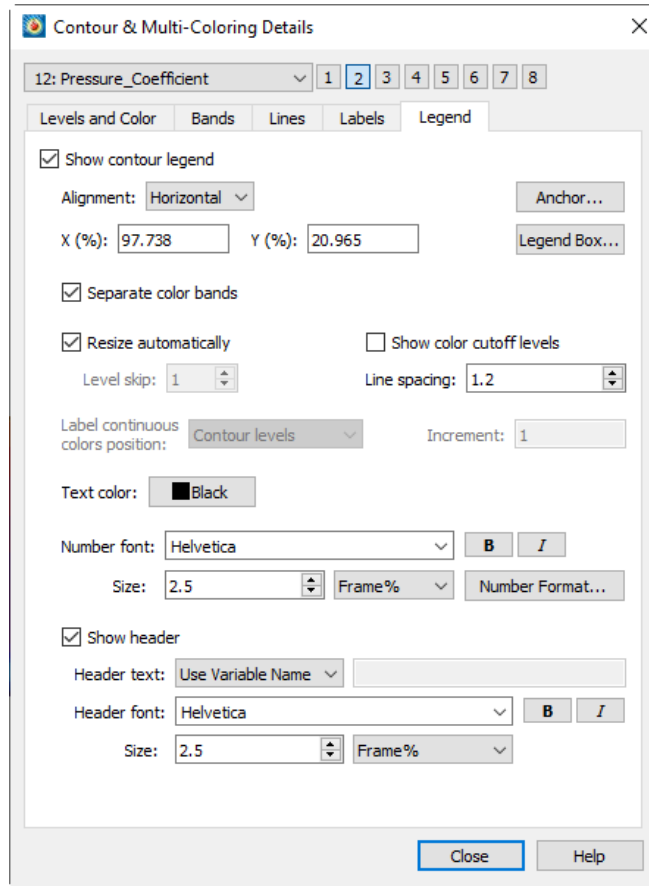 Contour & Multi-Coloring Details
12: Pressure_Coefficient 1 2 3 4 5 6 7 8
Levels and Color Bands Lines Labels Legend
Show contour legend
Alignment: Horizontal Anchor...
X (%): 97.738 Y (%): 20.965 Legend Box...
Separate color bands
Resize automatically Show color cutoff levels
Level skip: 1 Line spacing: 1.2
Label continuous
colors position: Contour levels Increment: 1
Text color: Black
Number font: Helvetica B I
Size: 2.5 Frame% Number Format...
Show header
Header text: Use Variable Name
Header font: Helvetica B I
Size: 2.5 Frame%
Close Help